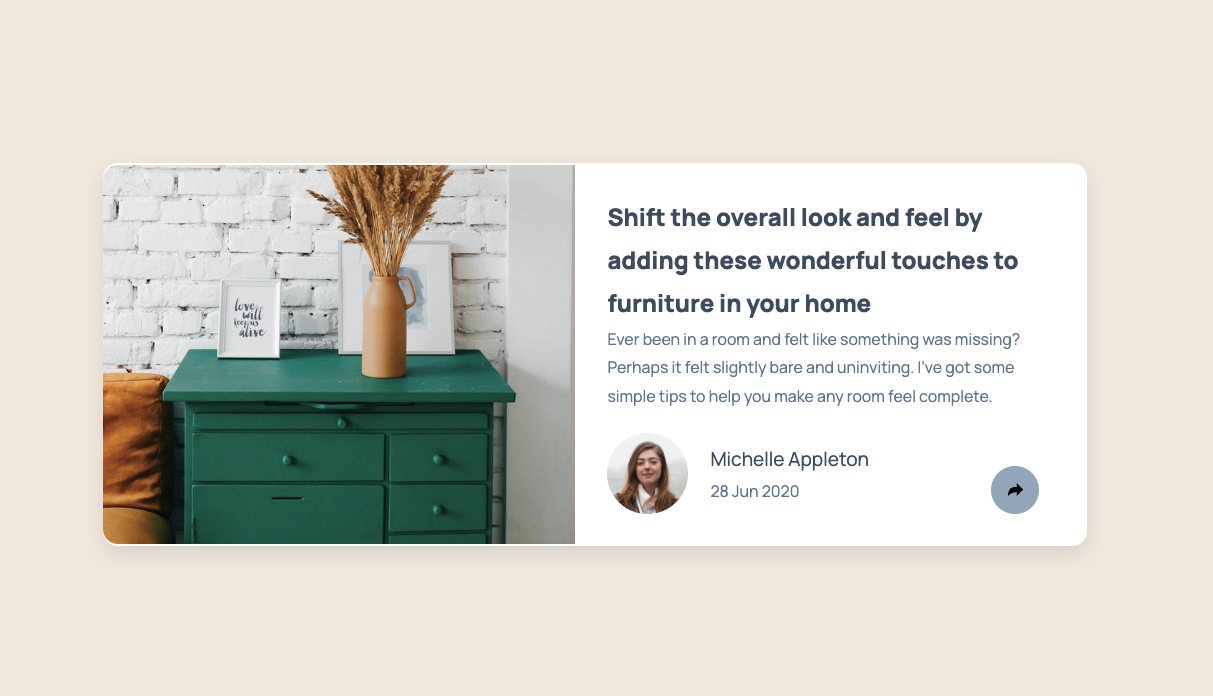 love
will
alive
Shift the overall look and feel by
adding these wonderful touches to
furniture in your home
Ever been in a room and felt like something was missing?
Perhaps it felt slightly bare and uninviting. I've got some
simple tips to help you make any room feel complete.
Michelle Appleton
28 Jun 2020